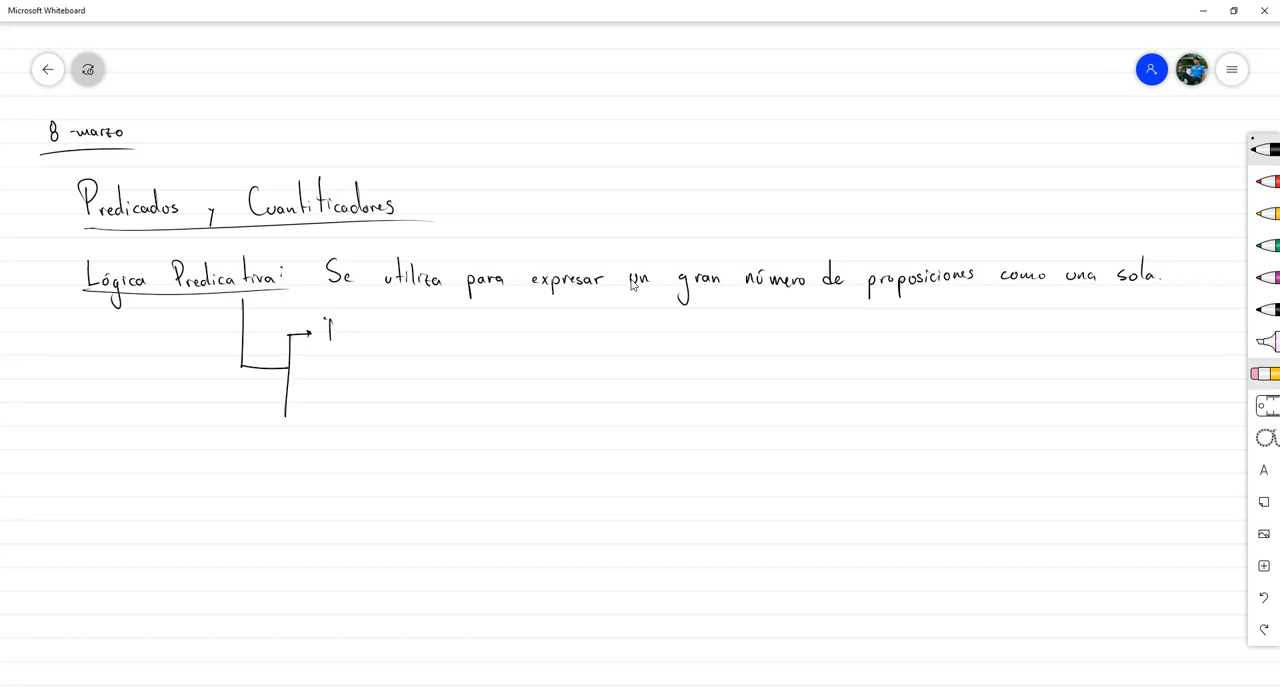 Microsoft Whiteboard
8 - marzo
Predicados y Cuantificadores
Lógica Predicativa: Se utiliza para expresar un gran número de proposiciones como una sola.
A